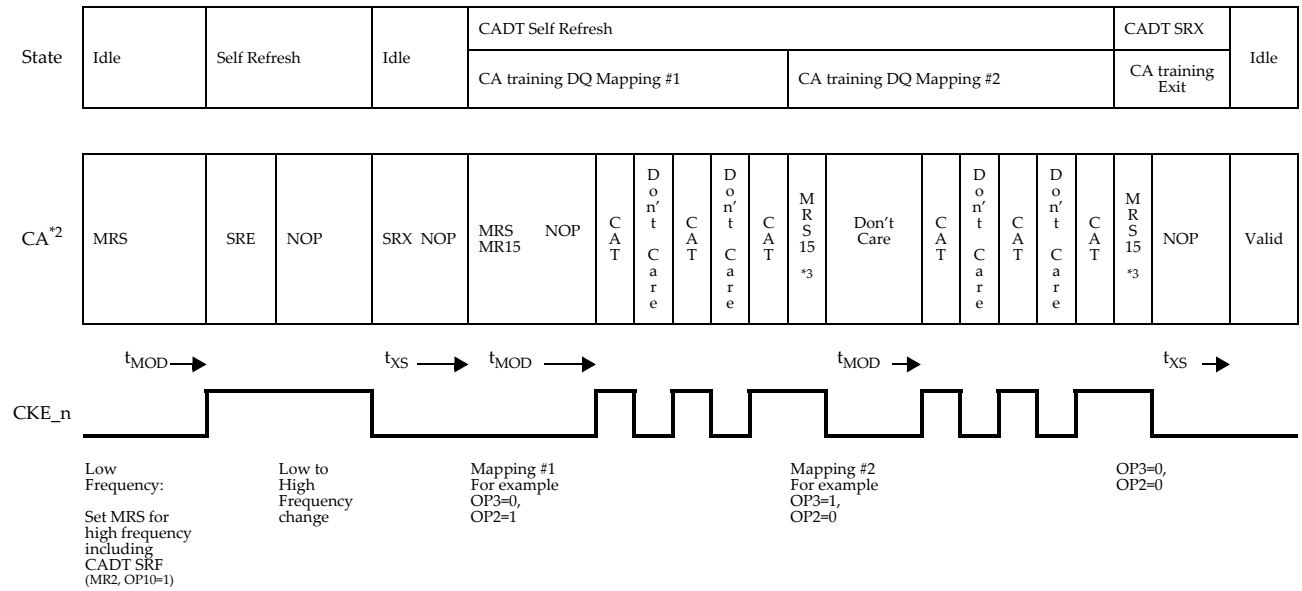 State
Idle
Self Refresh
Idle
CADT Self Refresh
CADT SRX
Idle
CA training DQ Mapping #1
CA training DQ Mapping #2
CA training
Exit
CA*2
MRS
SRE
NOP
SRX NOP
MRS
MR15
NOP
CAT
Don't Care
CAT
Don't Care
CAT
MRS
15
*3
Don't
Care
CAT
Don't Care
CAT
Don't Care
CAT
MRS
15
*3
NOP
Valid
tMOD
tXS
tMOD
tMOD
tXS
CKE_n
Low
Frequency:
Set MRS for
high frequency
including
CADT SRF
(MR2, OP10=1)
Low to
High
Frequency
change
Mapping #1
For example
OP3=0,
OP2=1
Mapping #2
For example
OP3=1,
OP2=0
OP3=0,
OP2=0